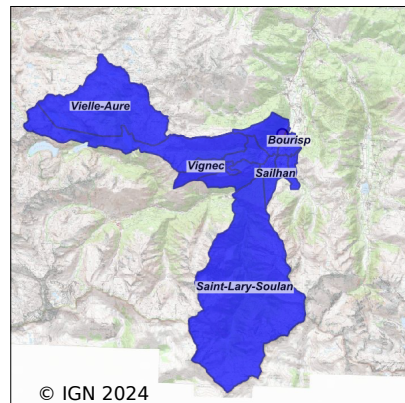 Vielle-Aure
Bourisp
Vignec
Sailhan
Saint-Lary-Soulan
© IGN 2024